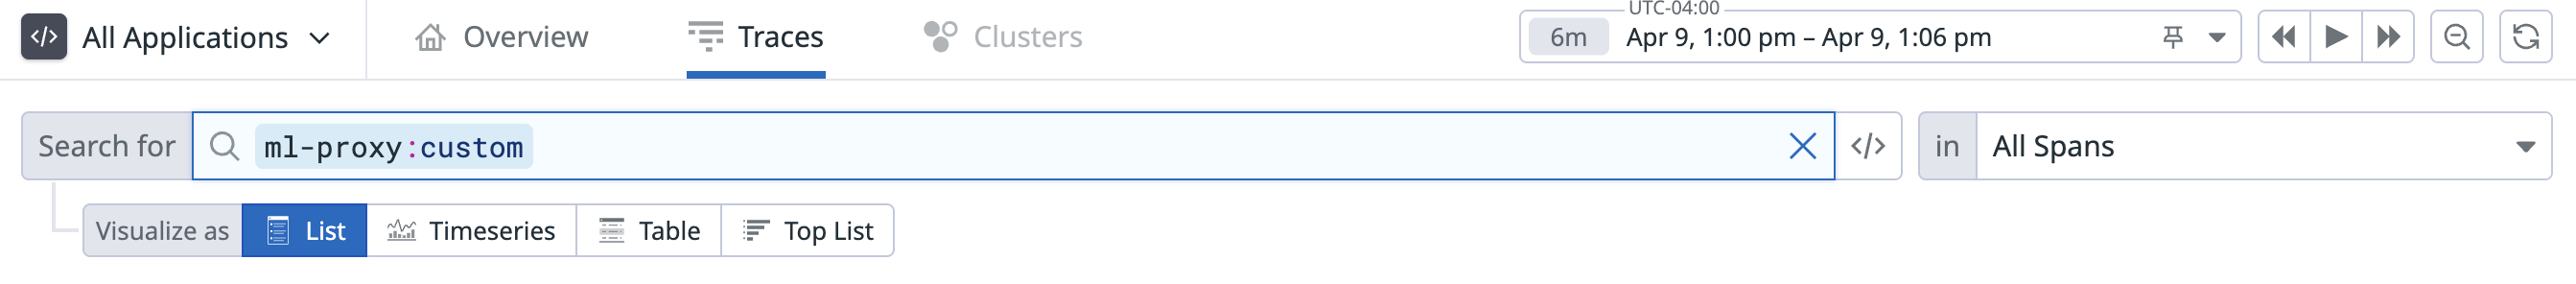 All Applications Overview Traces Clusters UTC-04:00 6m Apr 9, 1:00 pm – Apr 9, 1:06 pm
Search for ml-proxy:custom </> in All Spans
Visualize as List Timeseries Table Top List